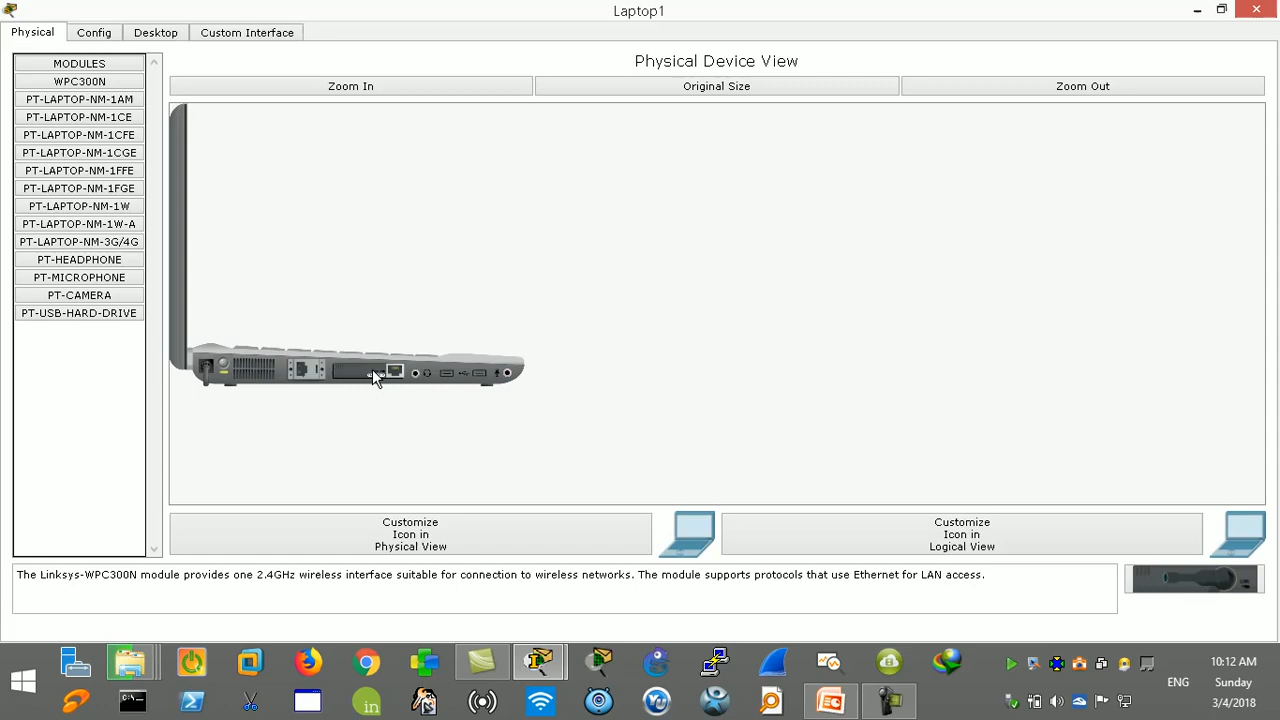 Laptop1
Physical
Config
Desktop
Custom Interface
MODULES
WPC300N
PT-LAPTOP-NM-1AM
PT-LAPTOP-NM-1CE
PT-LAPTOP-NM-1CFE
PT-LAPTOP-NM-1CGE
PT-LAPTOP-NM-1FFE
PT-LAPTOP-NM-1FGE
PT-LAPTOP-NM-1W
PT-LAPTOP-NM-1W-A
PT-LAPTOP-NM-3G/4G
PT-HEADPHONE
PT-MICROPHONE
PT-CAMERA
PT-USB-HARD-DRIVE
Physical Device View
Zoom In
Original Size
Zoom Out
Customize
Icon in
Physical View
Customize
Icon in
Logical View
The Linksys-WPC300N module provides one 2.4GHz wireless interface suitable for connection to wireless networks. The module supports protocols that use Ethernet for LAN access.
10:12 AM
ENG
Sunday
3/4/2018